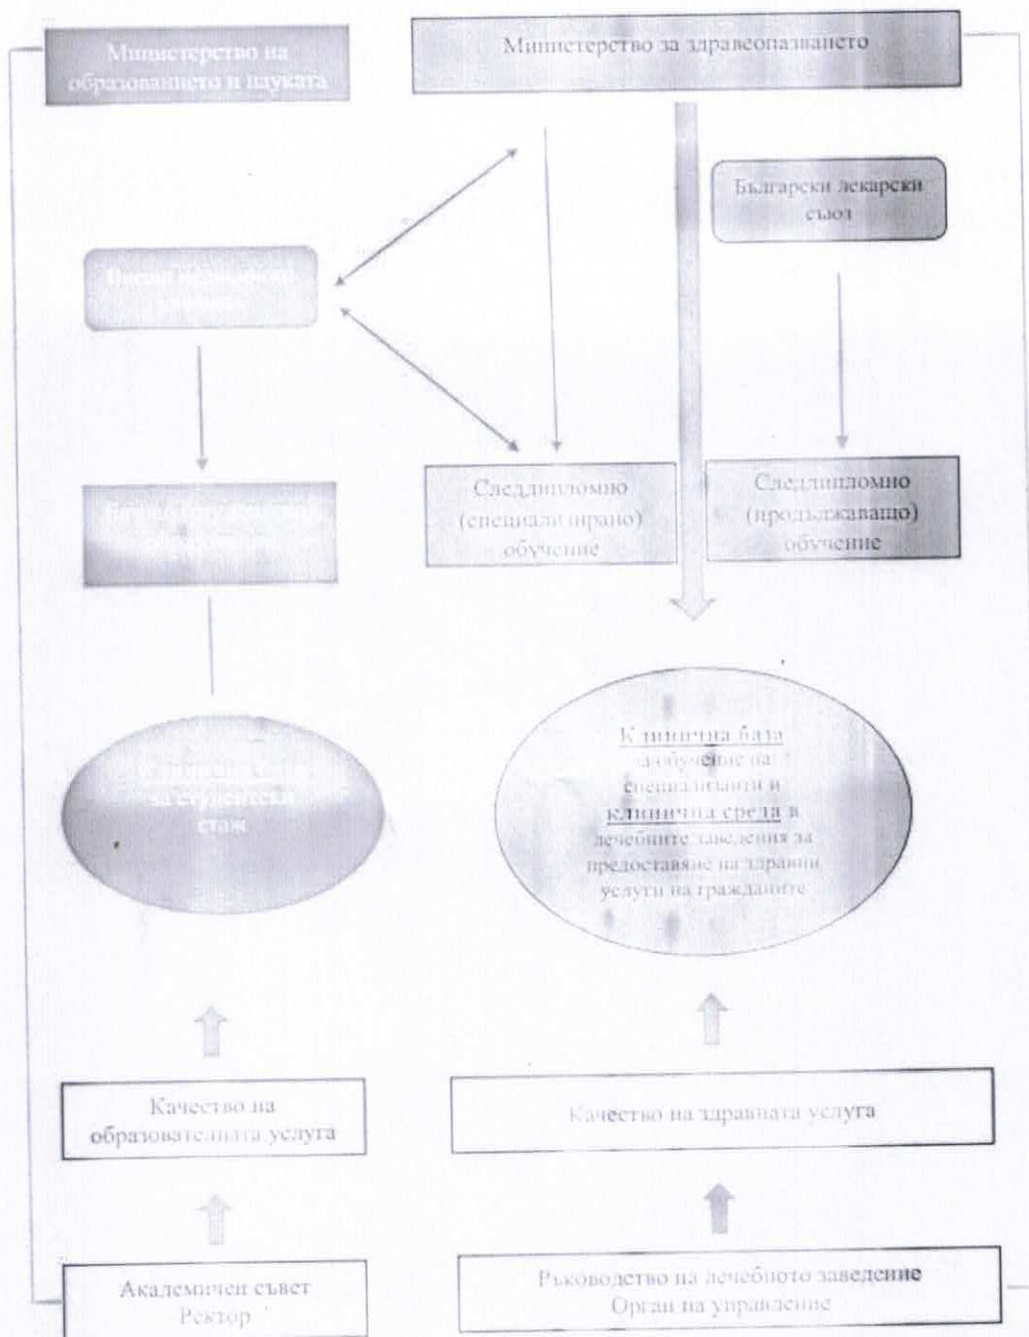 Министерство на
образованието и науката
Министерство за здравеопазването
Български лекарски
съюз
Следдипломно
(специализирано)
обучение
Следдипломно
(продължаващо)
обучение
за студентски
стаж
Клинична база
за обучение на
специализанти и
клинична среда в
лечебните заведения за
предоставяне на здравни
услуги на гражданите
Качество на
образователната услуга
Качество на здравната услуга
Академичен съвет
Ректор
Ръководство на лечебното заведение
Орган на управление